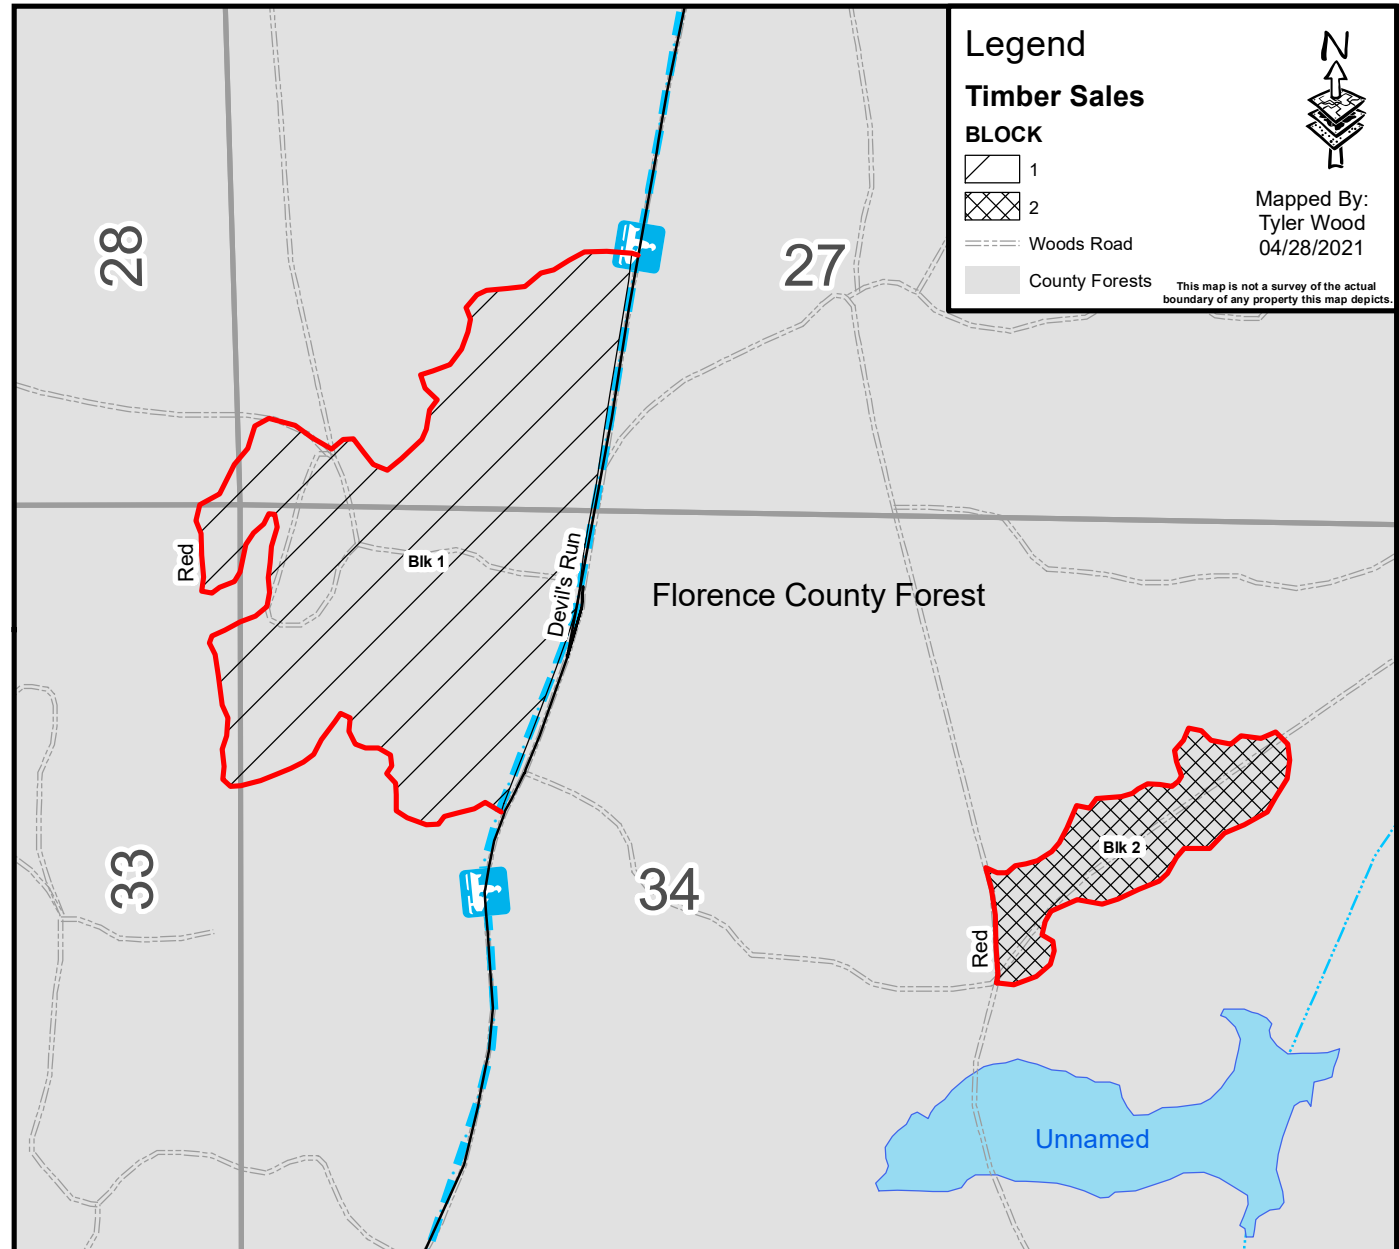 Legend
N
Timber Sales
BLOCK
1
2
Woods Road
County Forests
Mapped By:
Tyler Wood
04/28/2021
This map is not a survey of the actual
boundary of any property this map depicts.
28
27
Red
Blk 1
Devil's Run
Florence County Forest
33
34
Blk 2
Red
Unnamed